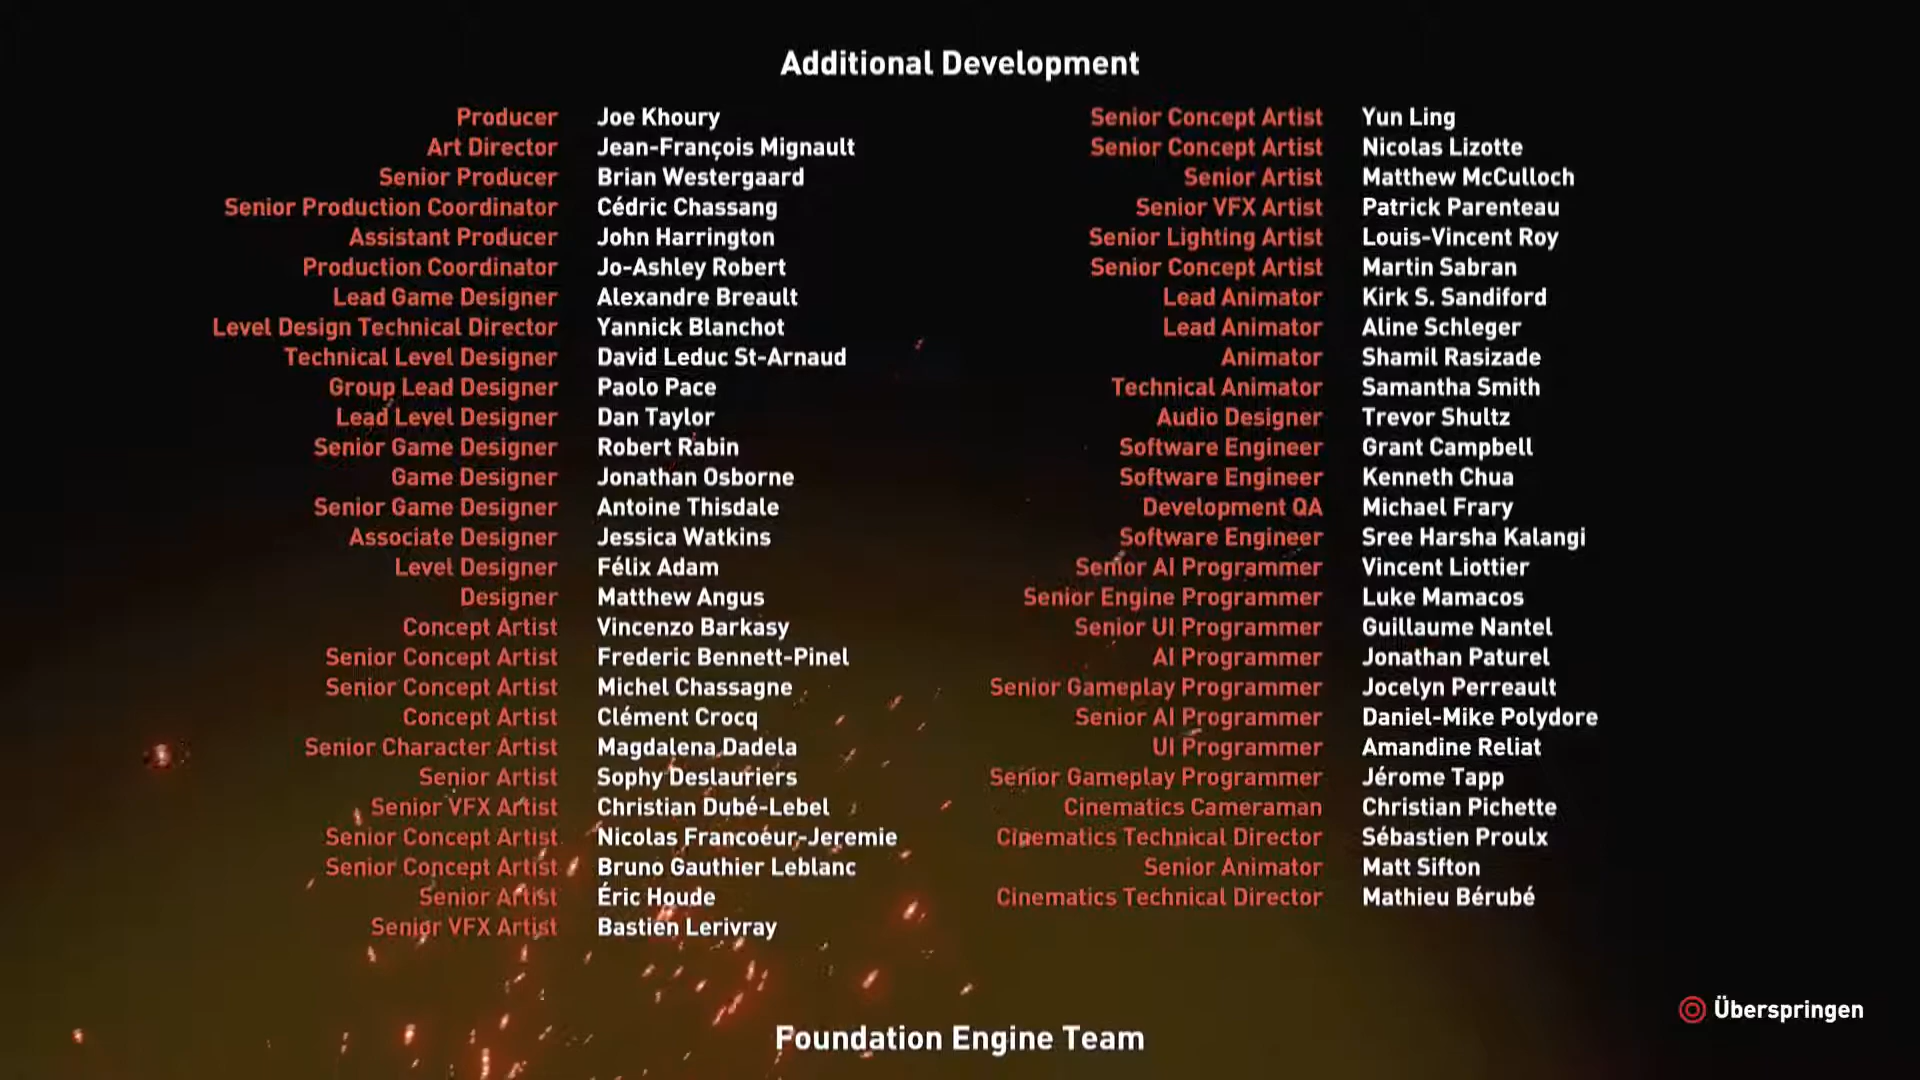 Additional Development
Producer Joe Khoury
Art Director Jean-François Mignault
Senior Producer Brian Westergaard
Senior Production Coordinator Cédric Chassang
Assistant Producer John Harrington
Production Coordinator Jo-Ashley Robert
Lead Game Designer Alexandre Breault
Level Design Technical Director Yannick Blanchot
Technical Level Designer David Leduc St-Arnaud
Group Lead Designer Paolo Pace
Lead Level Designer Dan Taylor
Senior Game Designer Robert Rabin
Game Designer Jonathan Osborne
Senior Game Designer Antoine Thisdale
Associate Designer Jessica Watkins
Level Designer Félix Adam
Designer Matthew Angus
Concept Artist Vincenzo Barkasy
Senior Concept Artist Frederic Bennett-Pinel
Senior Concept Artist Michel Chassagne
Concept Artist Clément Crocq
Senior Character Artist Magdalena Dadela
Senior Artist Sophy Deslauriers
Senior VFX Artist Christian Dubé-Lebel
Senior Concept Artist Nicolas Francoeur-Jeremie
Senior Concept Artist Bruno Gauthier Leblanc
Senior Artist Éric Houde
Senior VFX Artist Bastien Lerivray
Senior Concept Artist Yun Ling
Senior Concept Artist Nicolas Lizotte
Senior Artist Matthew McCulloch
Senior VFX Artist Patrick Parenteau
Senior Lighting Artist Louis-Vincent Roy
Senior Concept Artist Martin Sabran
Lead Animator Kirk S. Sandiford
Lead Animator Aline Schleger
Animator Shamil Rasizade
Technical Animator Samantha Smith
Audio Designer Trevor Shultz
Software Engineer Grant Campbell
Software Engineer Kenneth Chua
Development QA Michael Frary
Software Engineer Sree Harsha Kalangi
Senior AI Programmer Vincent Liottier
Senior Engine Programmer Luke Mamacos
Senior UI Programmer Guillaume Nantel
AI Programmer Jonathan Paturel
Senior Gameplay Programmer Jocelyn Perreault
Senior AI Programmer Daniel-Mike Polydore
UI Programmer Amandine Reliat
Senior Gameplay Programmer Jérome Tapp
Cinematics Cameraman Christian Pichette
Cinematics Technical Director Sébastien Proulx
Senior Animator Matt Sifton
Cinematics Technical Director Mathieu Bérubé
Überspringen
Foundation Engine Team